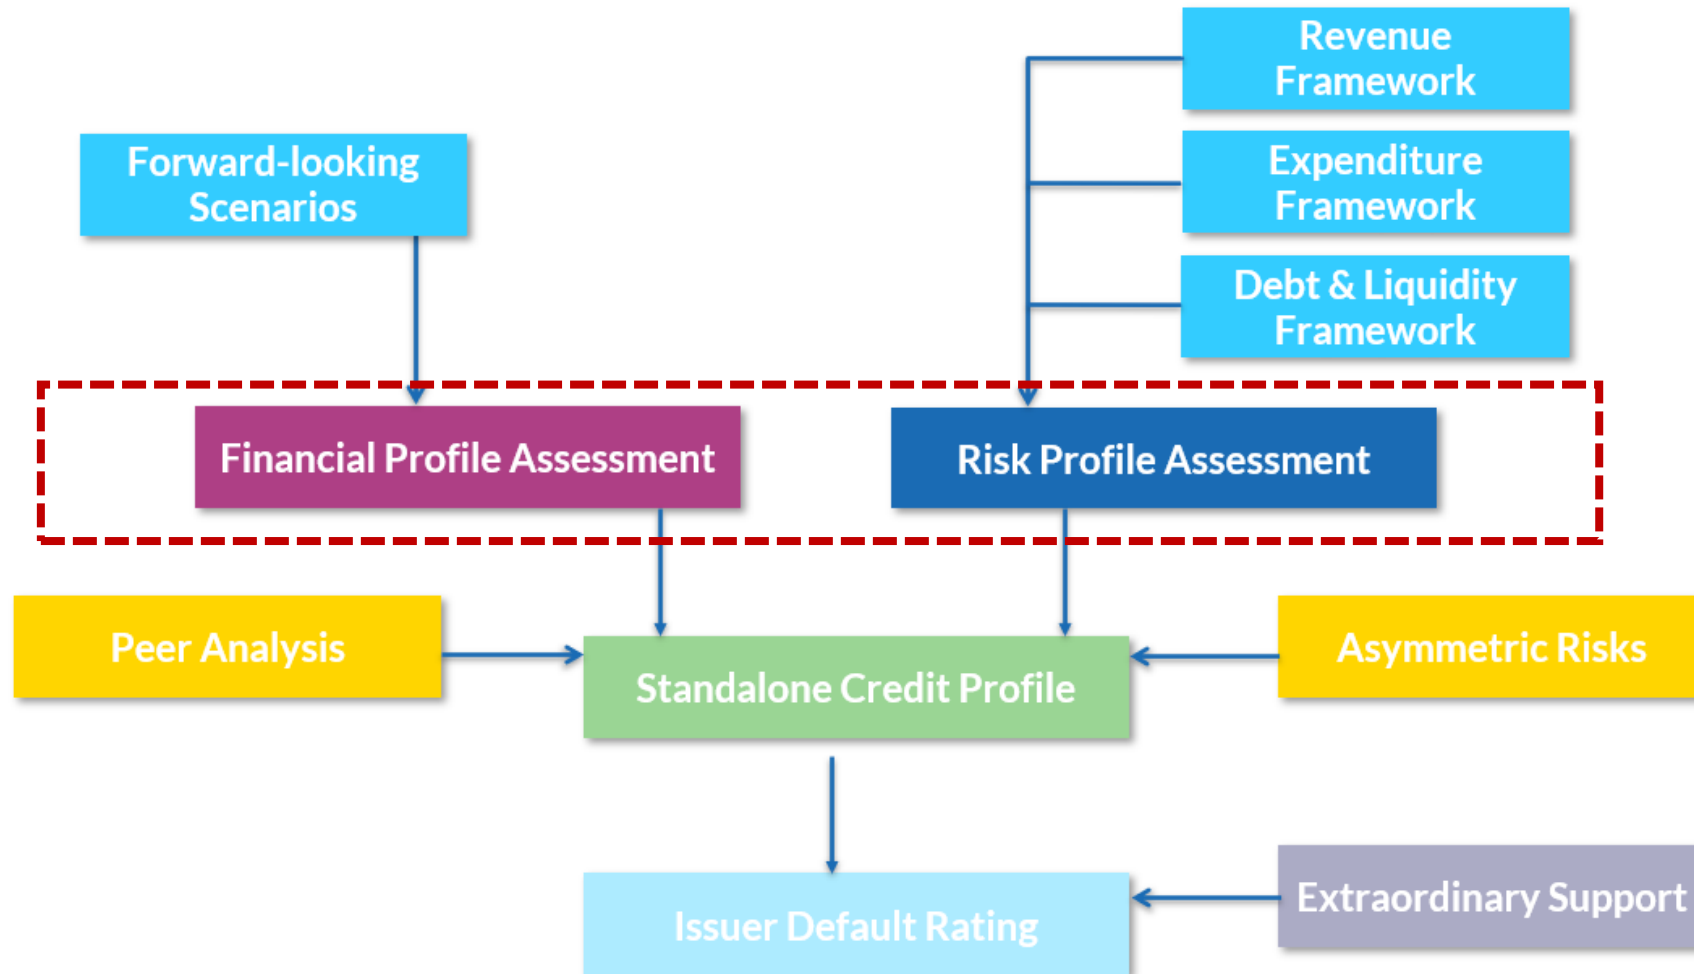 Revenue
Framework
Forward-looking
Scenarios
Expenditure
Framework
Debt & Liquidity
Framework
Financial Profile Assessment
Risk Profile Assessment
Peer Analysis
Asymmetric Risks
Standalone Credit Profile
Extraordinary Support
Issuer Default Rating